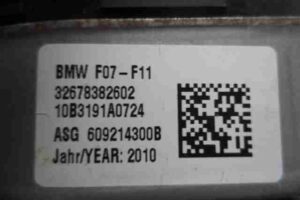 BMW F07-F11
32678382602
10B3191A0724
ASG 609214300B
Jahr/YEAR: 2010